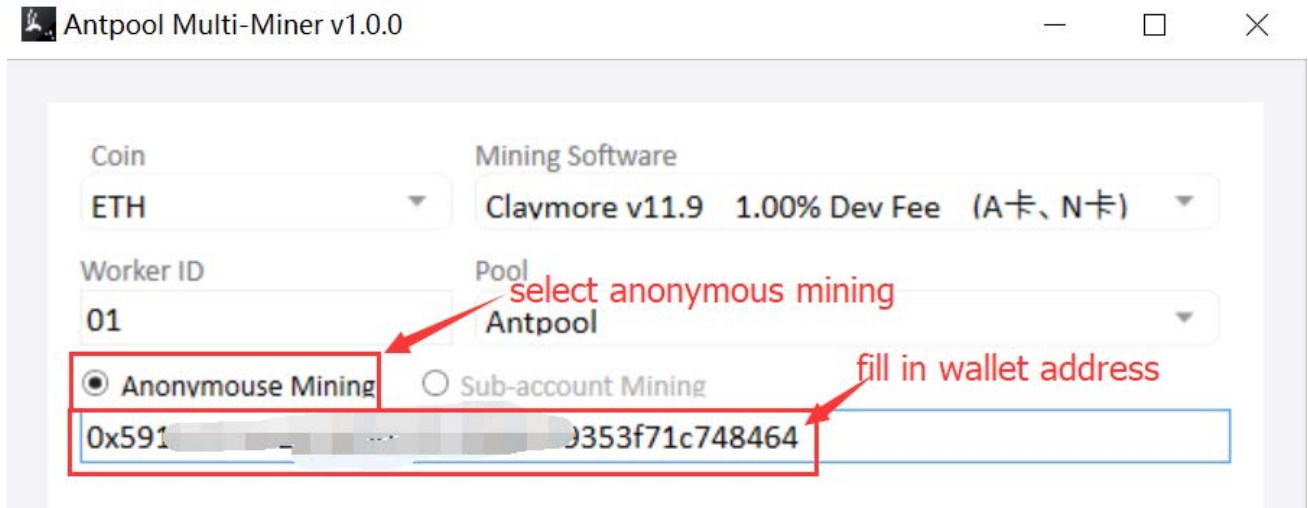 Antpool Multi-Miner v1.0.0
Coin
Mining Software
ETH
Claymore v11.9 1.00% Dev Fee (A卡、N卡)
Worker ID
Pool
select anonymous mining
01
Antpool
fill in wallet address
Anonymouse Mining
Sub-account Mining
0x591
9353f71c748464